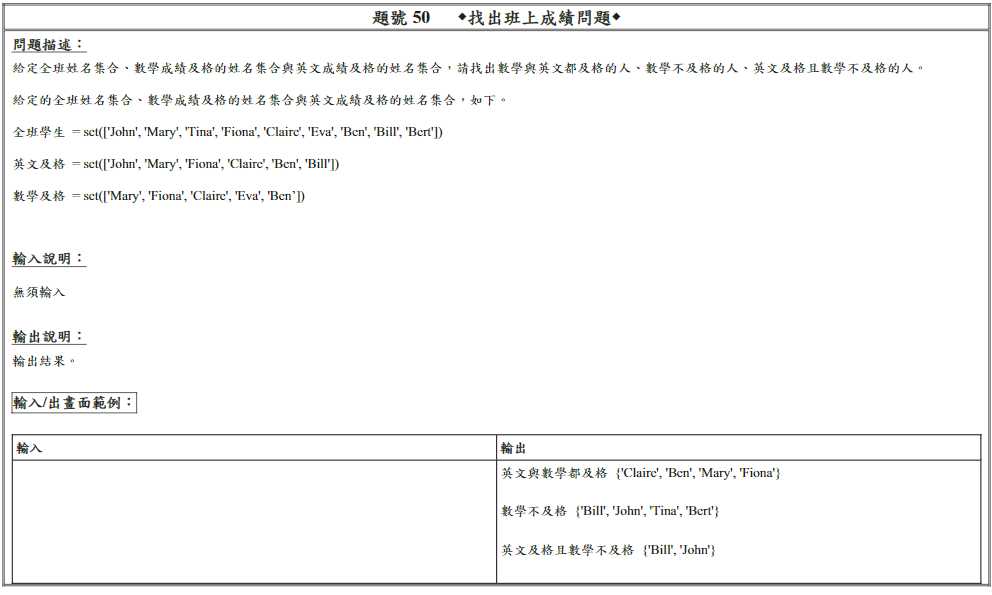 題號 50 ◆找出班上成績問題◆
問題描述：
給定全班姓名集合、數學成績及格的姓名集合與英文成績及格的姓名集合，請找出數學與英文都及格的人、數學不及格的人、英文及格且數學不及格的人。
給定的全班姓名集合、數學成績及格的姓名集合與英文成績及格的姓名集合，如下。
全班學生 = set(['John', 'Mary', 'Tina', 'Fiona', 'Claire', 'Eva', 'Ben', 'Bill', 'Bert'])
英文及格 = set(['John', 'Mary', 'Fiona', 'Claire', 'Ben', 'Bill'])
數學及格 = set(['Mary', 'Fiona', 'Claire', 'Eva', 'Ben’])
輸入說明：
無須輸入
輸出說明：
輸出結果。
輸入/出畫面範例：
輸入
輸出
英文與數學都及格 {'Claire', 'Ben', 'Mary', 'Fiona'}
數學不及格 {'Bill', 'John', 'Tina', 'Bert'}
英文及格且數學不及格 {'Bill', 'John'}